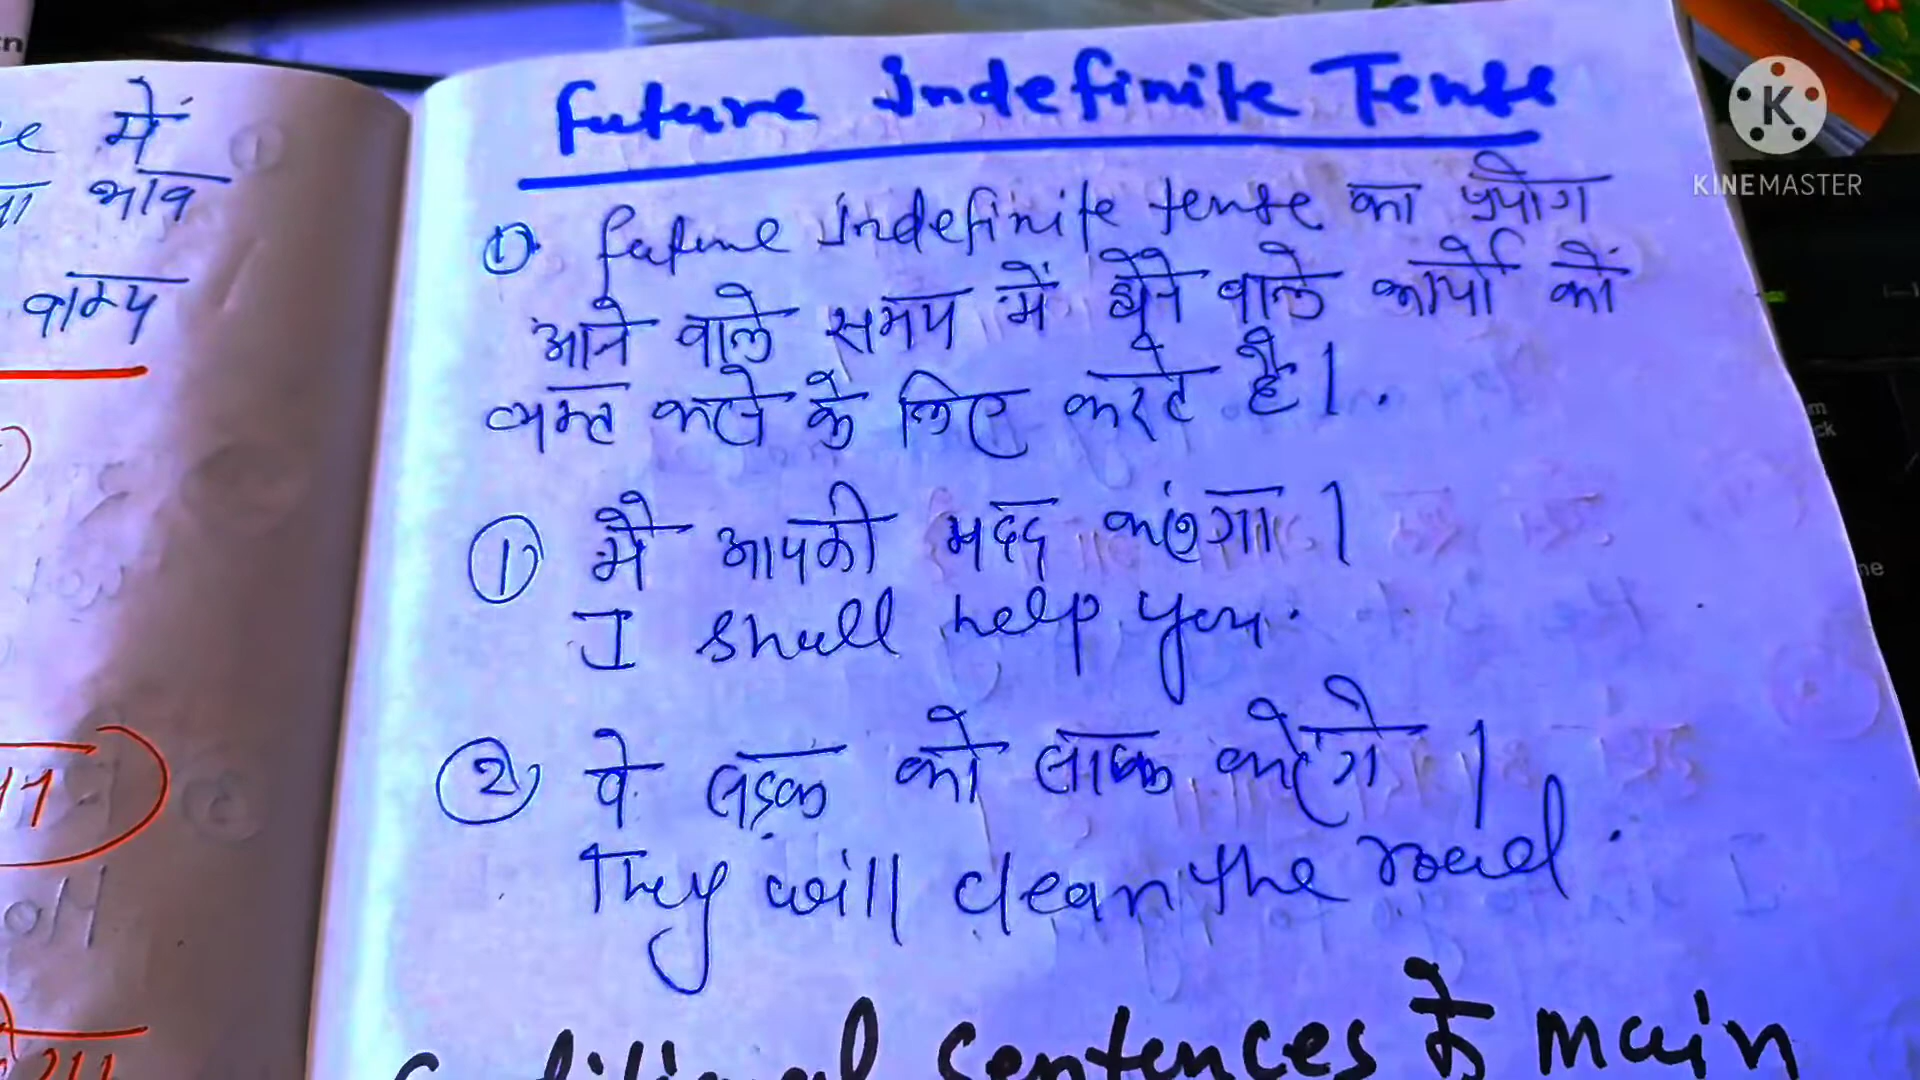 Future Indefinite Tense
① Future Indefinite tense का प्रयोग
आने वाले समय में होने वाले कार्यो को
व्यक्त करने के लिए करते है।
① मै आपकी मदद करूंगा।
I shall help you.
② वे सड़क को साफ करेंगे।
They will clean the road.
sentences के main
में
भाव
वाक्य
KINEMASTER